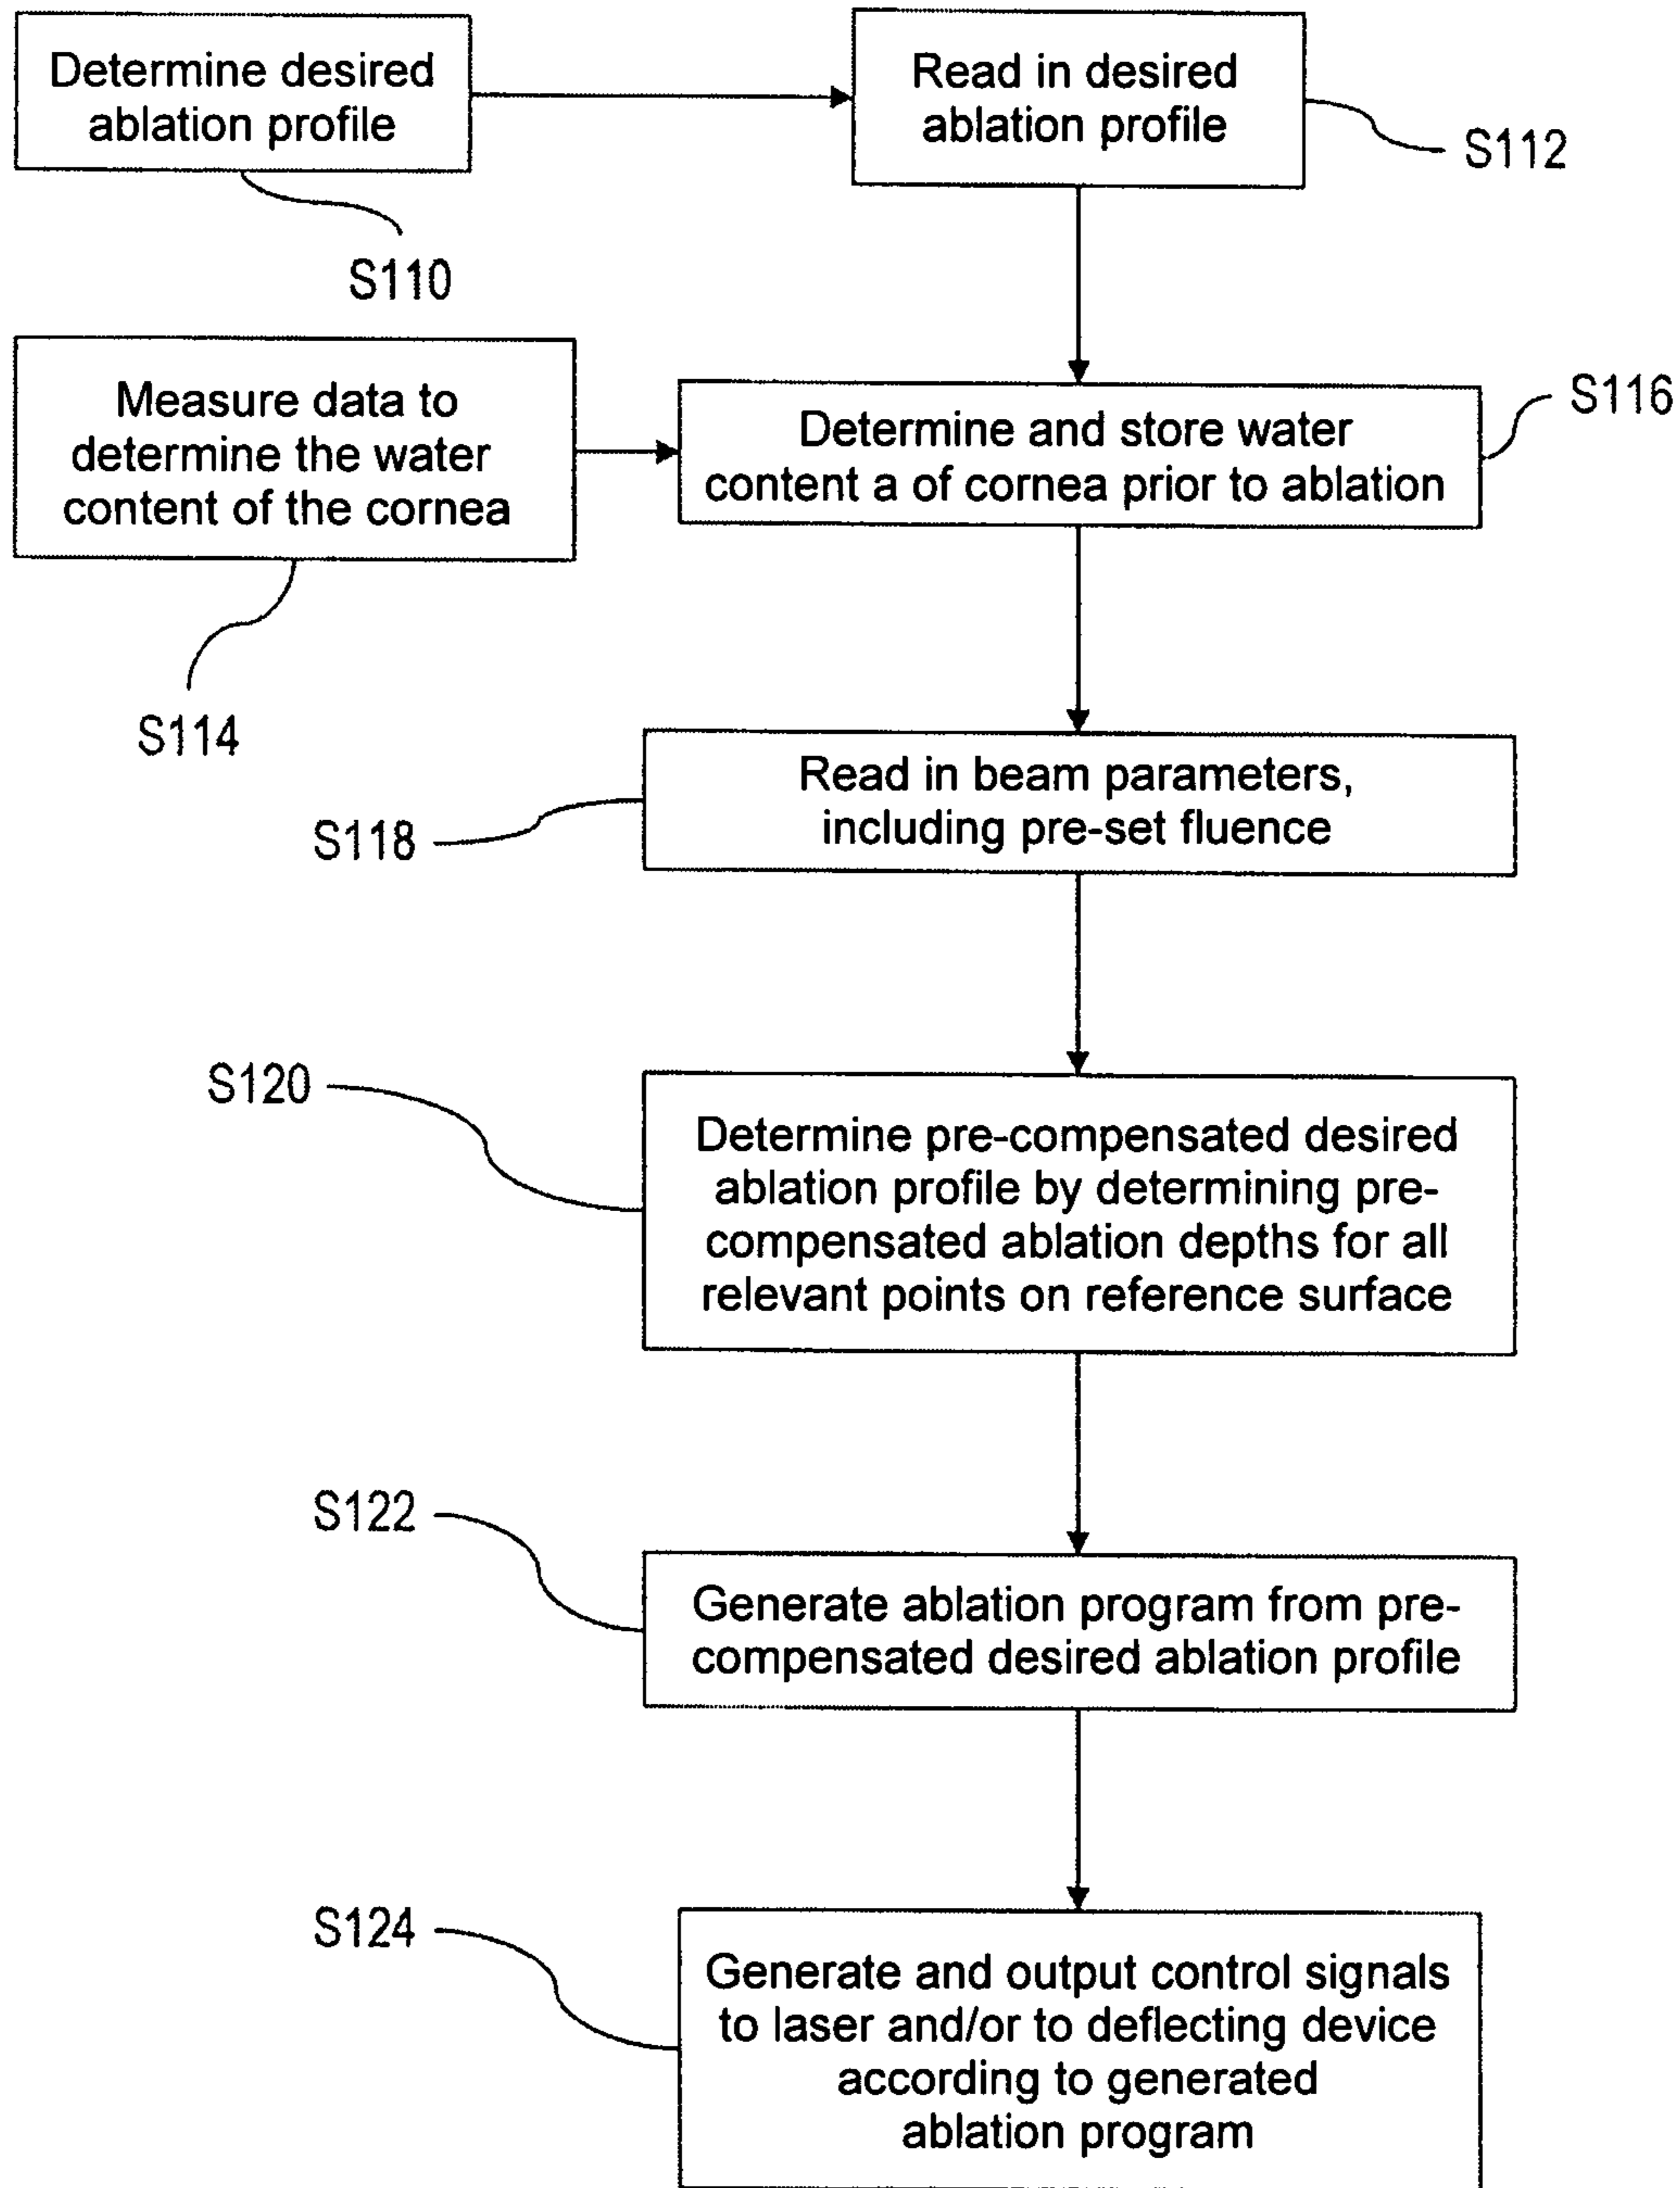 Determine desired
ablation profile
Read in desired
ablation profile
S112
S110
Measure data to
determine the water
content of the cornea
Determine and store water
content a of cornea prior to ablation
S116
S114
Read in beam parameters,
including pre-set fluence
S118
S120
Determine pre-compensated desired
ablation profile by determining pre-
compensated ablation depths for all
relevant points on reference surface
S122
Generate ablation program from pre-
compensated desired ablation profile
S124
Generate and output control signals
to laser and/or to deflecting device
according to generated
ablation program